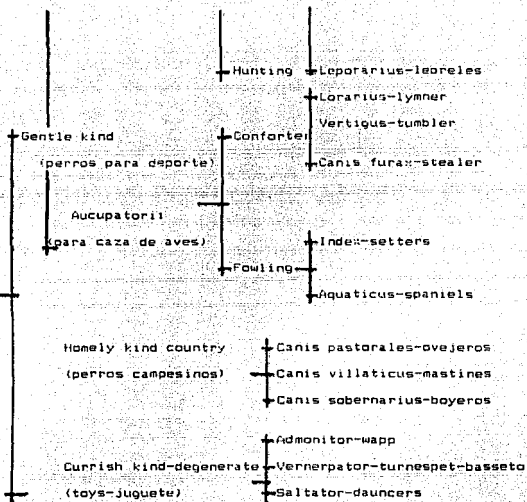 Hunting
Leporarius-leoreles
Lorarius-lymner
Vertigus-tumbler
Gentle kind
Conforter
(perros para deporte)
Canis furax-stealer
Aucupatorii
(para caza de aves)
Index-setters
Fowling
Aquaticus-spaniels
Homely kind country
Canis pastorales-ovejeros
(perros campesinos)
Canis villaticus-mastines
Canis sobernarius-boyeros
Admonitor-wapp
Currish kind-degenerate
Vernerpator-turnespet-basseto
(toys-juguete)
Saltator-dauncers